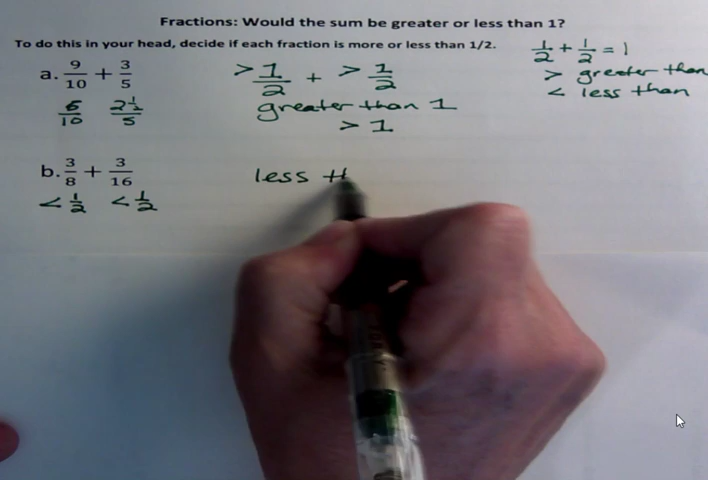 Fractions: Would the sum be greater or less than 1?
To do this in your head, decide if each fraction is more or less than 1/2.
1/2 + 1/2 = 1
> greater than
< less than
a. 9/10 + 3/5 > 1/2 + > 1/2
5/10 2½/5 greater than 1
> 1
b. 3/8 + 3/16 less th
< 1/2 < 1/2